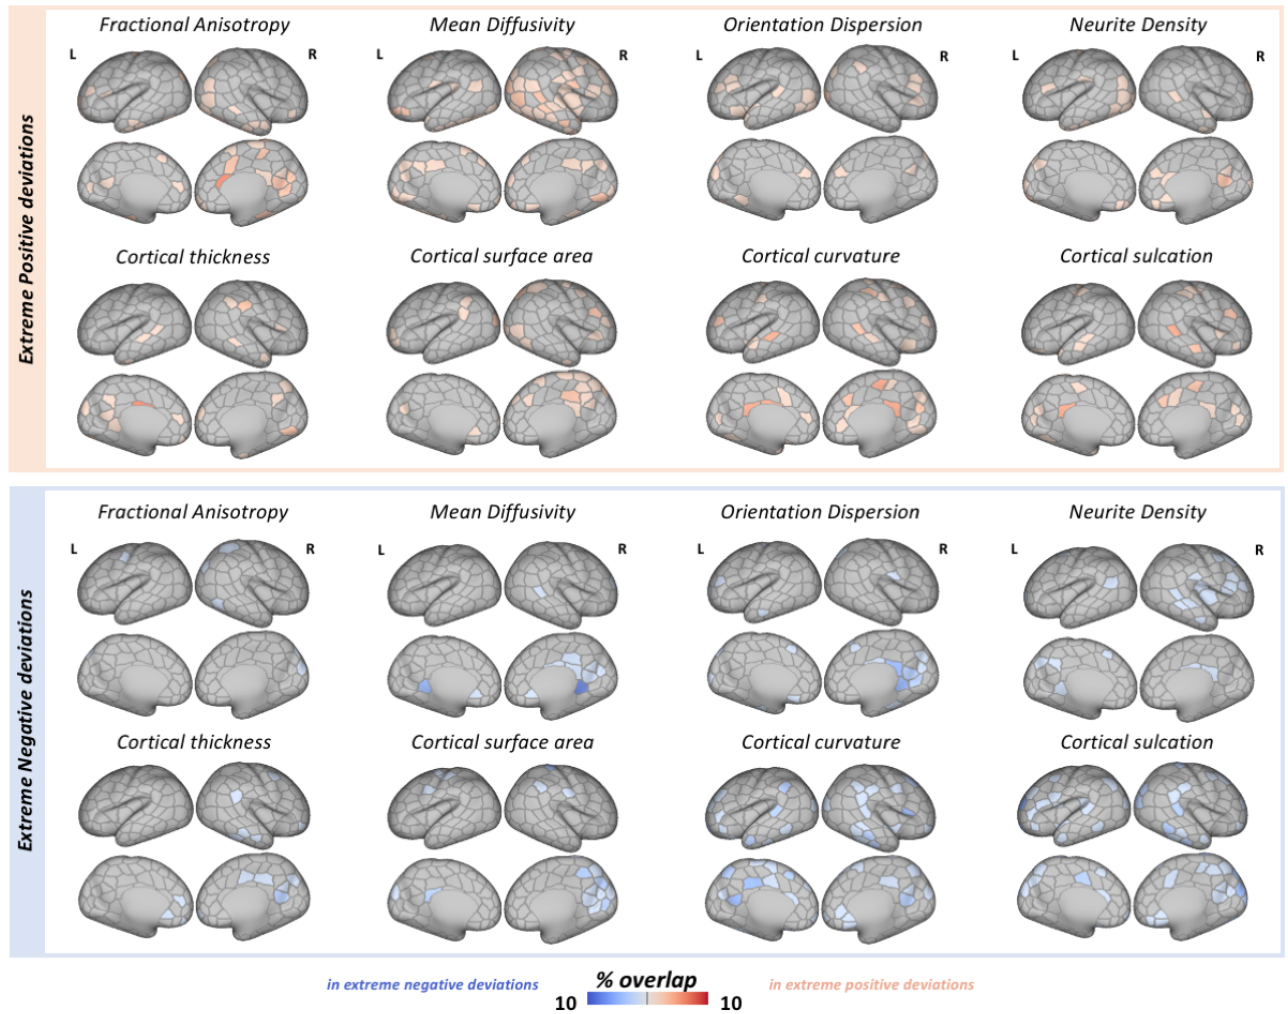 Fractional Anisotropy
Mean Diffusivity
Orientation Dispersion
Neurite Density
L
R
L
R
L
R
L
R
Extreme Positive deviations
Cortical thickness
Cortical surface area
Cortical curvature
Cortical sulcation
Fractional Anisotropy
Mean Diffusivity
Orientation Dispersion
Neurite Density
L
R
L
R
L
R
L
R
Extreme Negative deviations
Cortical thickness
Cortical surface area
Cortical curvature
Cortical sulcation
in extreme negative deviations
% overlap
in extreme positive deviations
10
10